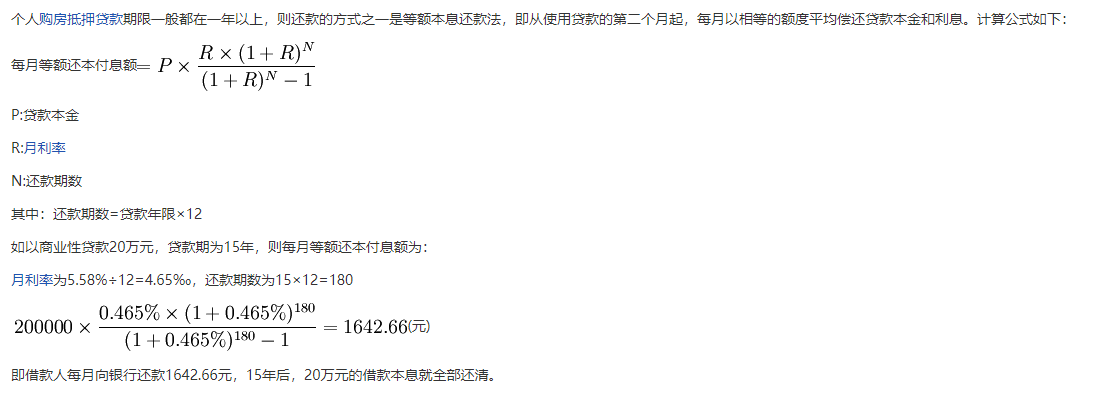 个人购房抵押贷款期限一般都在一年以上，则还款的方式之一是等额本息还款法，即从使用贷款的第二个月起，每月以相等的额度平均偿还贷款本金和利息。计算公式如下：
每月等额还本付息额= P × \frac{R × (1 + R)^N}{(1 + R)^N − 1}
P:贷款本金
R:月利率
N:还款期数
其中：还款期数=贷款年限×12
如以商业性贷款20万元，贷款期为15年，则每月等额还本付息额为：
月利率为5.58%÷12=4.65‰，还款期数为15×12=180
200000 × \frac{0.465% × (1 + 0.465%)^{180}}{(1 + 0.465%)^{180} − 1} = 1642.66(元)
即借款人每月向银行还款1642.66元，15年后，20万元的借款本息就全部还清。